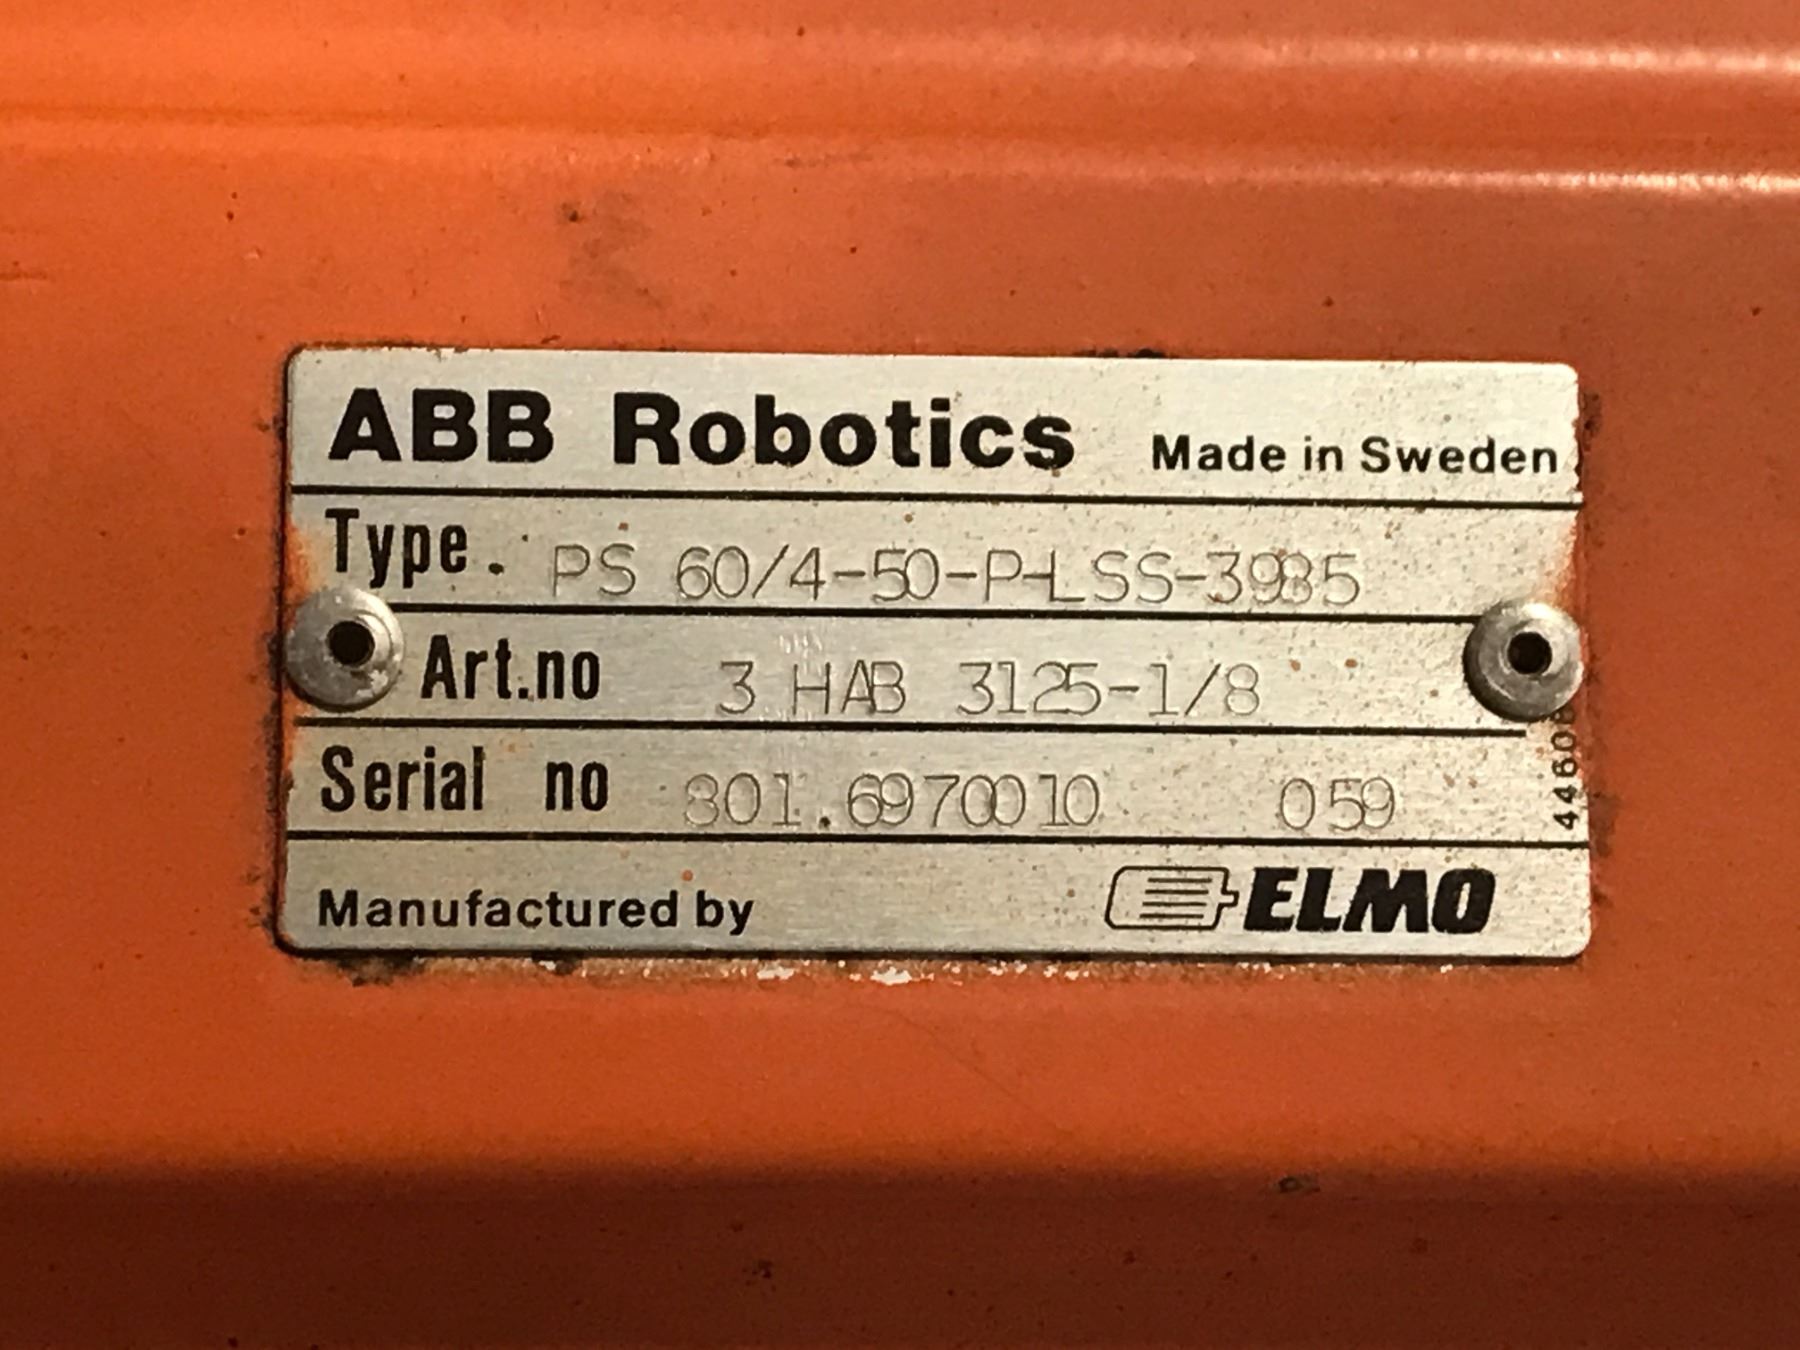 ABB Robotics Made in Sweden
Type. PS 60/4-50-P-LSS-3985
Art.no 3 HAB 3125-1/8
Serial no 801.6970010 059
Manufactured by ELMO